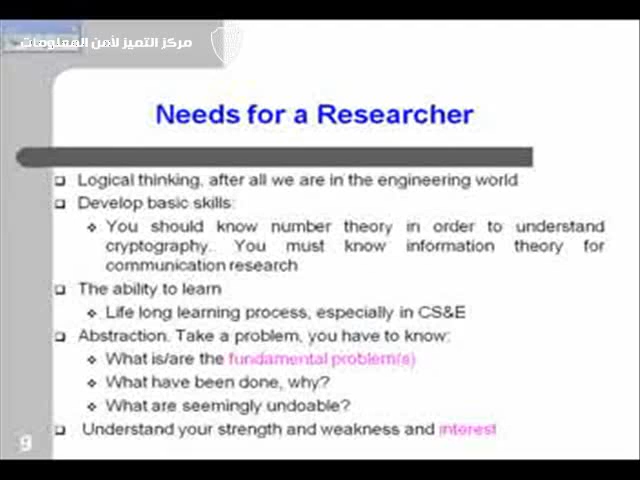 مركز التميز لأمن المعلومات
Needs for a Researcher
Logical thinking, after all we are in the engineering world
Develop basic skills:
You should know number theory in order to understand
cryptography. You must know information theory for
communication research
The ability to learn
Life long learning process, especially in CS&E
Abstraction. Take a problem, you have to know:
What is/are the fundamental problem(s)
What have been done, why?
What are seemingly undoable?
Understand your strength and weakness and interest
9